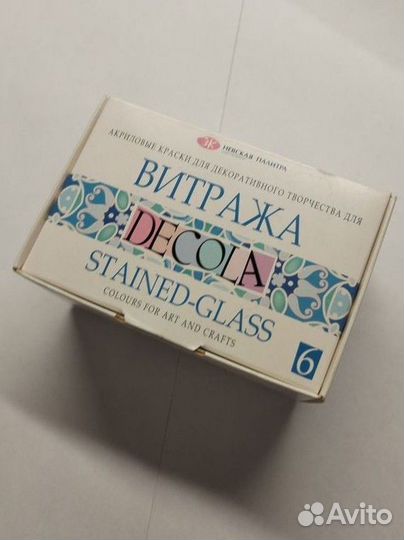 НЕВСКАЯ ПАЛИТРА
АКРИЛОВЫЕ КРАСКИ ДЛЯ ДЕКОРАТИВНОГО ТВОРЧЕСТВА ДЛЯ
ВИТРАЖА
DECOLA
STAINED-GLASS
COLOURS FOR ART AND CRAFTS
6
Avito